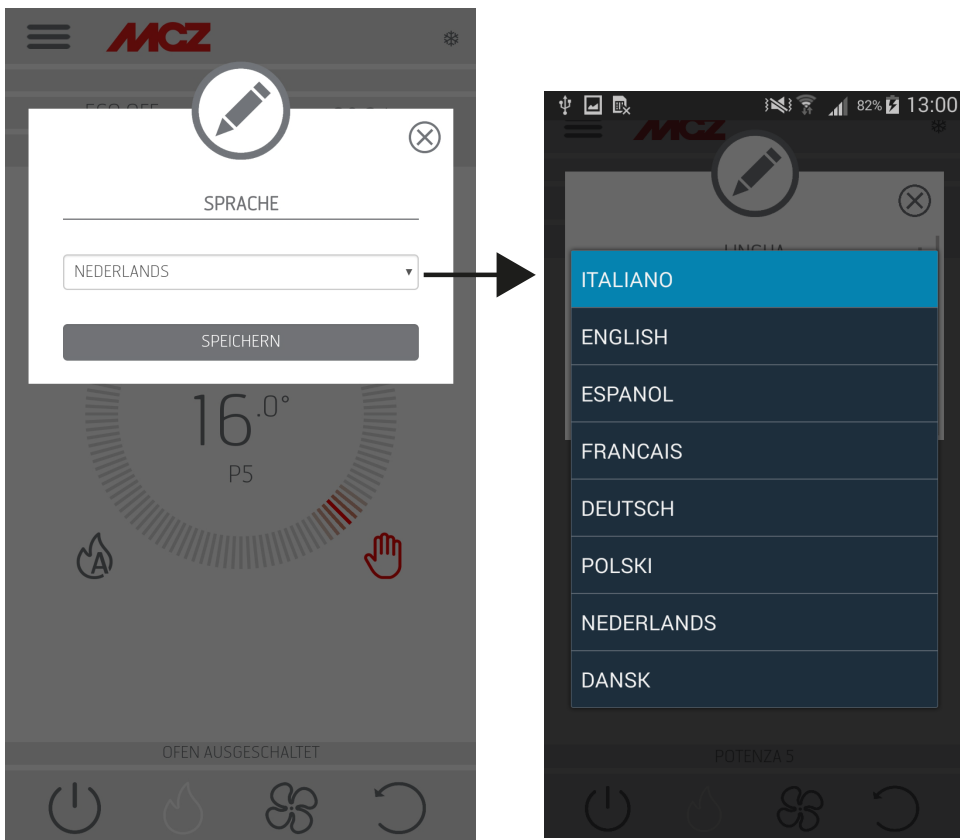 MCZ
ECO OFF
SPRACHE
NEDERLANDS
SPEICHERN
16.0°
P5
A
OFEN AUSGESCHALTET
82% 13:00
MCZ
LINGUA
ITALIANO
ENGLISH
ESPANOL
FRANCAIS
DEUTSCH
POLSKI
NEDERLANDS
DANSK
POTENZA 5